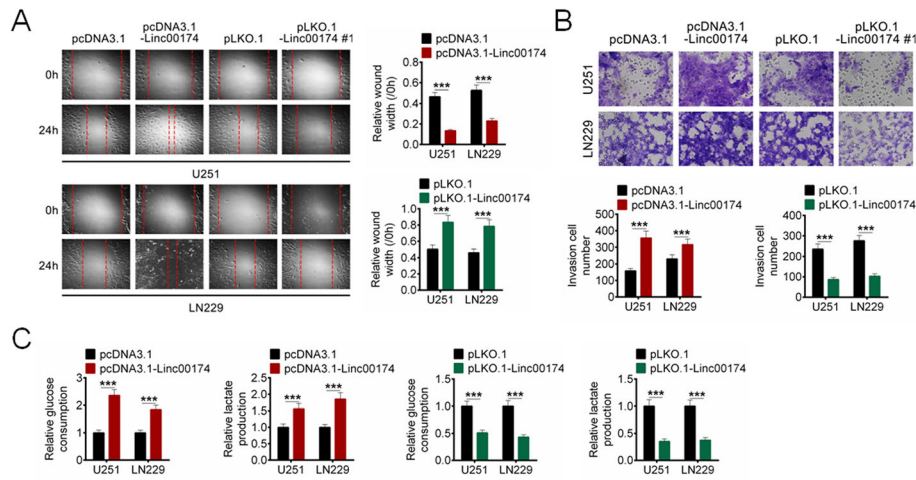 A
pcDNA3.1
pcDNA3.1
-Linc00174
pLKO.1
pLKO.1
-Linc00174 #1
0h
24h
U251
0h
24h
LN229
pcDNA3.1
pcDNA3.1-Linc00174
Relative wound
width (/0h)
0.8
0.6
0.4
0.2
0.0
***
***
U251
LN229
pLKO.1
pLKO.1-Linc00174
Relative wound
width (/0h)
1.0
0.8
0.6
0.4
0.2
0.0
***
***
U251
LN229
B
pcDNA3.1
pcDNA3.1
-Linc00174
pLKO.1
pLKO.1
-Linc00174 #1
U251
LN229
pcDNA3.1
pcDNA3.1-Linc00174
Invasion cell
number
500
400
300
200
100
0
***
***
U251
LN229
pLKO.1
pLKO.1-Linc00174
Invasion cell
number
400
300
200
100
0
***
***
U251
LN229
C
pcDNA3.1
pcDNA3.1-Linc00174
Relative glucose
consumption
3
2
1
0
***
***
U251
LN229
pcDNA3.1
pcDNA3.1-Linc00174
Relative lactate
production
2.5
2.0
1.5
1.0
0.5
0.0
***
***
U251
LN229
pLKO.1
pLKO.1-Linc00174
Relative glucose
consumption
1.5
1.0
0.5
0.0
***
***
U251
LN229
pLKO.1
pLKO.1-Linc00174
Relative lactate
production
1.5
1.0
0.5
0.0
***
***
U251
LN229